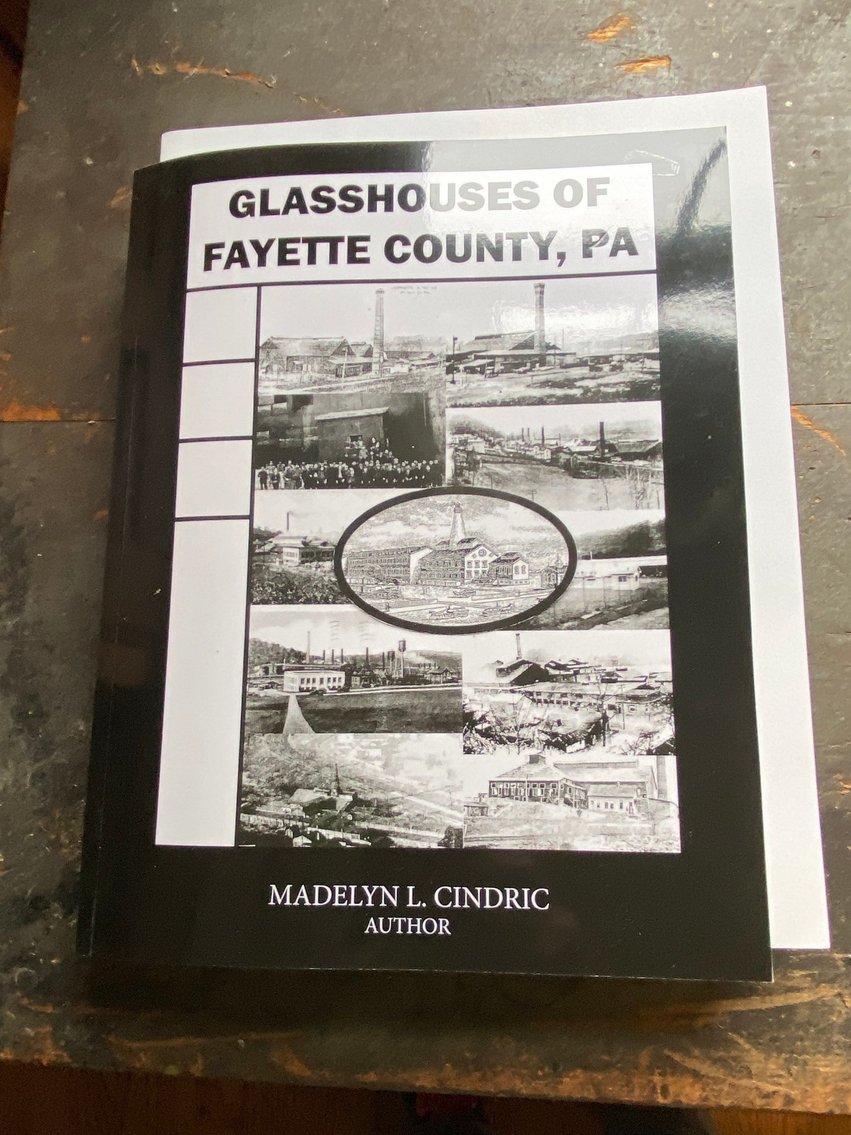 GLASSHOUSES OF
FAYETTE COUNTY, PA
MADELYN L. CINDRIC
AUTHOR